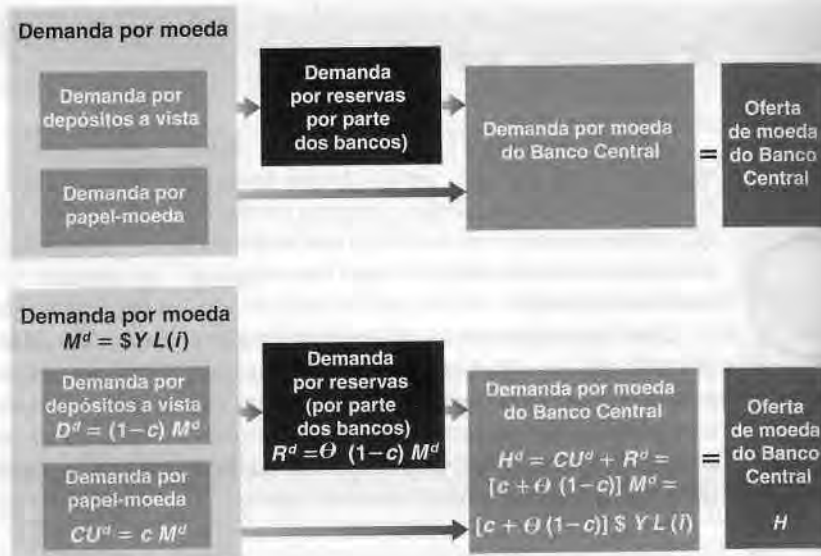 Demanda por moeda
Demanda por
depósitos a vista
Demanda por
papel-moeda
Demanda
por reservas
por parte
dos bancos)
Demanda por moeda
do Banco Central
=
Oferta
de moeda
do Banco
Central
Demanda por moeda
M^d = $Y L(i)
Demanda por
depósitos a vista
D^d = (1−c) M^d
Demanda por
papel-moeda
CU^d = c M^d
Demanda
por reservas
(por parte
dos bancos)
R^d = θ (1−c) M^d
Demanda por moeda
do Banco Central
H^d = CU^d + R^d =
[c + θ (1−c)] M^d =
[c + θ (1−c)] $ Y L(i)
=
Oferta
de moeda
do Banco
Central
H